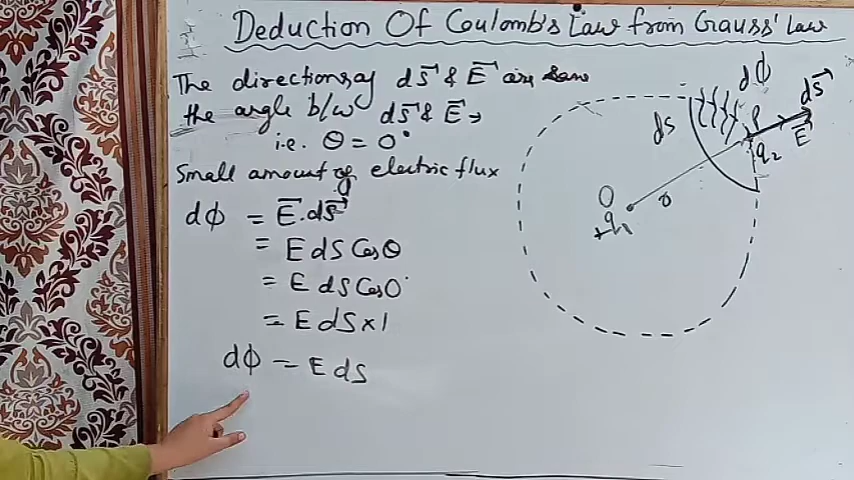 Deduction Of Coulomb's Law from Gauss' Law
The directions of dS⃗ & E⃗ are same
the angle b/w dS⃗ & E⃗ →
i.e. θ = 0°
Small amount of electric flux
dϕ = E⃗.dS⃗
= E dS Cosθ
= E dS Cos0°
= E dS × 1
dϕ = E dS
dϕ
dS⃗
ds
P
E⃗
q2
O
r
+q1